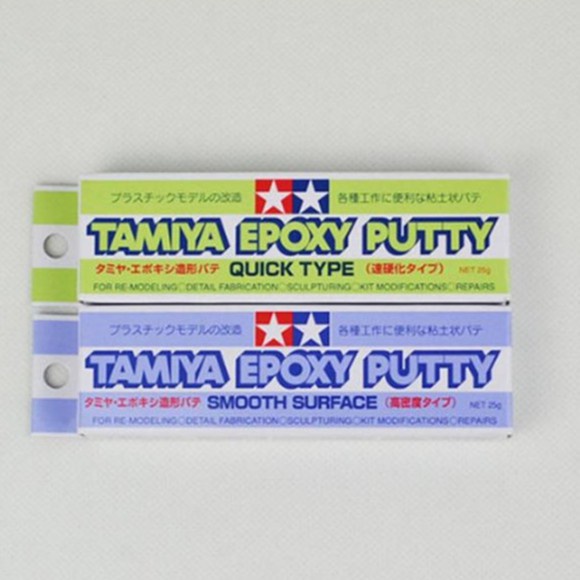 プラスチックモデルの改造 各種工作に便利な粘土状パテ
TAMIYA EPOXY PUTTY
タミヤ・エポキシ造形パテ QUICK TYPE (速硬化タイプ) NET 25g
FOR RE-MODELING○DETAIL FABRICATION○SCULPTURING○KIT MODIFICATIONS○REPAIRS
プラスチックモデルの改造 各種工作に便利な粘土状パテ
TAMIYA EPOXY PUTTY
タミヤ・エポキシ造形パテ SMOOTH SURFACE (高密度タイプ) NET 25g
FOR RE-MODELING○DETAIL FABRICATION○SCULPTURING○KIT MODIFICATIONS○REPAIRS